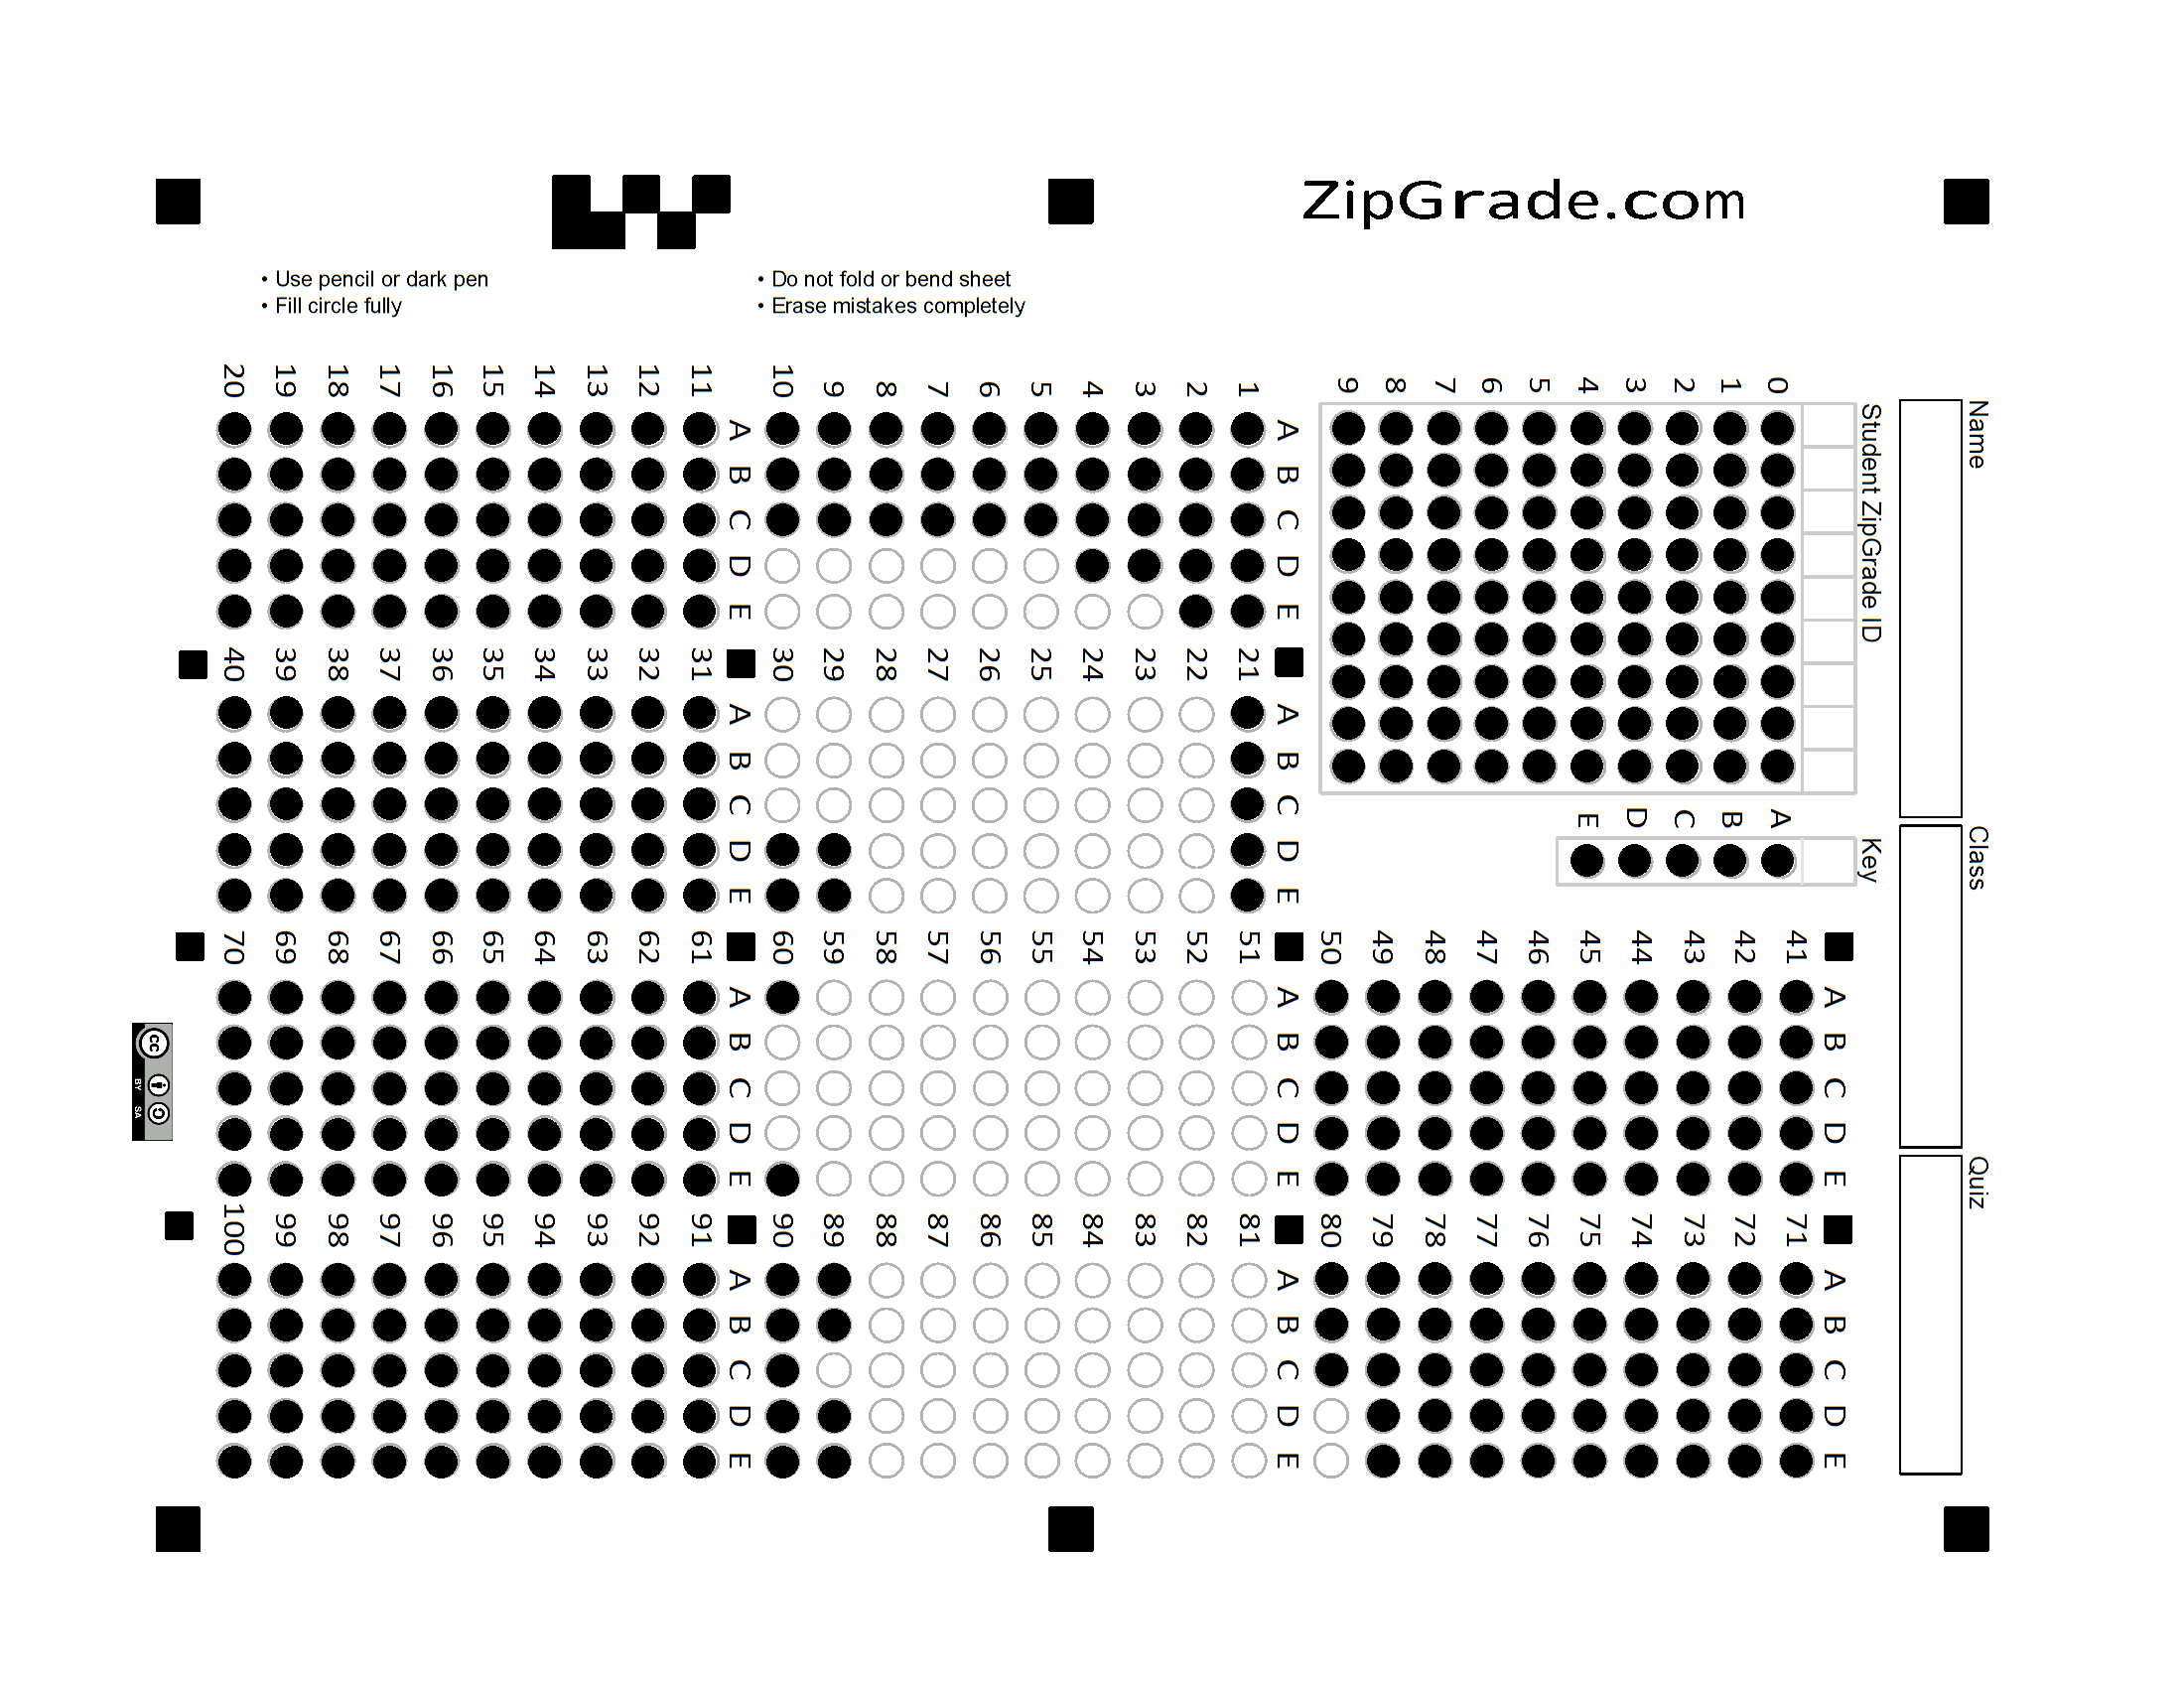 ZipGrade.com
• Use pencil or dark pen
• Fill circle fully
• Do not fold or bend sheet
• Erase mistakes completely
Name
Class
Quiz
Student ZipGrade ID
0 1 2 3 4 5 6 7 8 9
Key
A B C D E
A B C D E
1 2 3 4 5 6 7 8 9 10
A B C D E
11 12 13 14 15 16 17 18 19 20
A B C D E
21 22 23 24 25 26 27 28 29 30
A B C D E
31 32 33 34 35 36 37 38 39 40
A B C D E
41 42 43 44 45 46 47 48 49 50
A B C D E
51 52 53 54 55 56 57 58 59 60
A B C D E
61 62 63 64 65 66 67 68 69 70
A B C D E
71 72 73 74 75 76 77 78 79 80
A B C D E
81 82 83 84 85 86 87 88 89 90
A B C D E
91 92 93 94 95 96 97 98 99 100
cc
BY SA